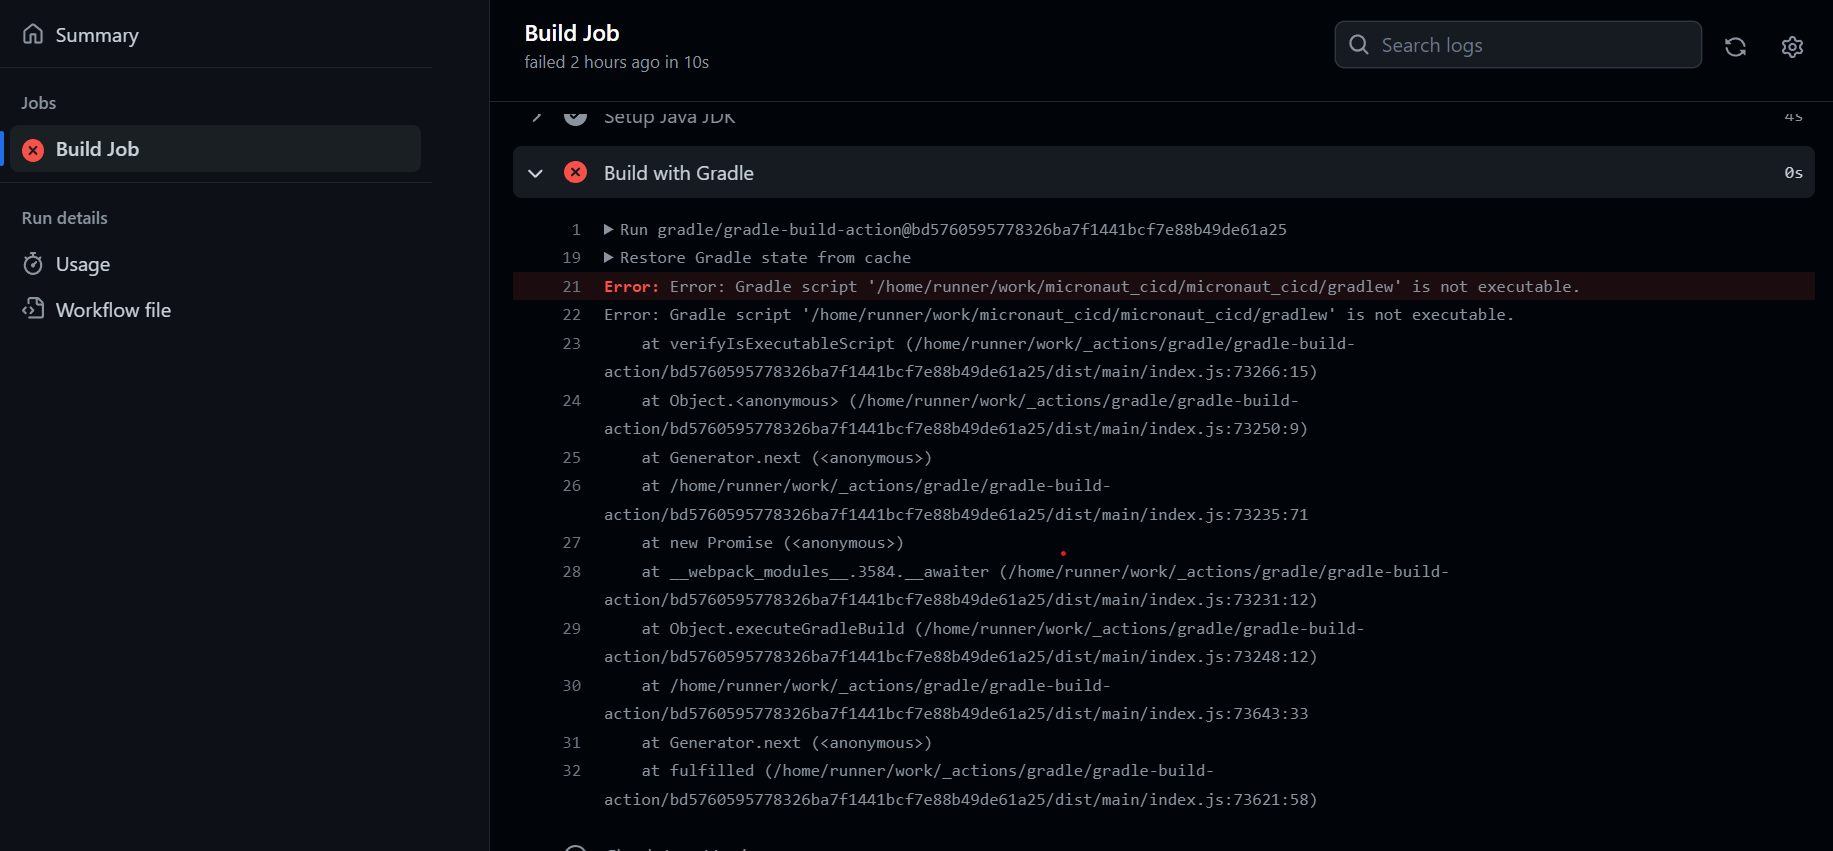 Summary
Jobs
Build Job
Run details
Usage
Workflow file
Build Job
failed 2 hours ago in 10s
Search logs
Setup Java JDK 4s
Build with Gradle 0s
1 Run gradle/gradle-build-action@bd5760595778326ba7f1441bcf7e88b49de61a25
19 Restore Gradle state from cache
21 Error: Error: Gradle script '/home/runner/work/micronaut_cicd/micronaut_cicd/gradlew' is not executable.
22 Error: Gradle script '/home/runner/work/micronaut_cicd/micronaut_cicd/gradlew' is not executable.
23 at verifyIsExecutableScript (/home/runner/work/_actions/gradle/gradle-build-
action/bd5760595778326ba7f1441bcf7e88b49de61a25/dist/main/index.js:73266:15)
24 at Object.<anonymous> (/home/runner/work/_actions/gradle/gradle-build-
action/bd5760595778326ba7f1441bcf7e88b49de61a25/dist/main/index.js:73250:9)
25 at Generator.next (<anonymous>)
26 at /home/runner/work/_actions/gradle/gradle-build-
action/bd5760595778326ba7f1441bcf7e88b49de61a25/dist/main/index.js:73235:71
27 at new Promise (<anonymous>)
28 at __webpack_modules__.3584.__awaiter (/home/runner/work/_actions/gradle/gradle-build-
action/bd5760595778326ba7f1441bcf7e88b49de61a25/dist/main/index.js:73231:12)
29 at Object.executeGradleBuild (/home/runner/work/_actions/gradle/gradle-build-
action/bd5760595778326ba7f1441bcf7e88b49de61a25/dist/main/index.js:73248:12)
30 at /home/runner/work/_actions/gradle/gradle-build-
action/bd5760595778326ba7f1441bcf7e88b49de61a25/dist/main/index.js:73643:33
31 at Generator.next (<anonymous>)
32 at fulfilled (/home/runner/work/_actions/gradle/gradle-build-
action/bd5760595778326ba7f1441bcf7e88b49de61a25/dist/main/index.js:73621:58)